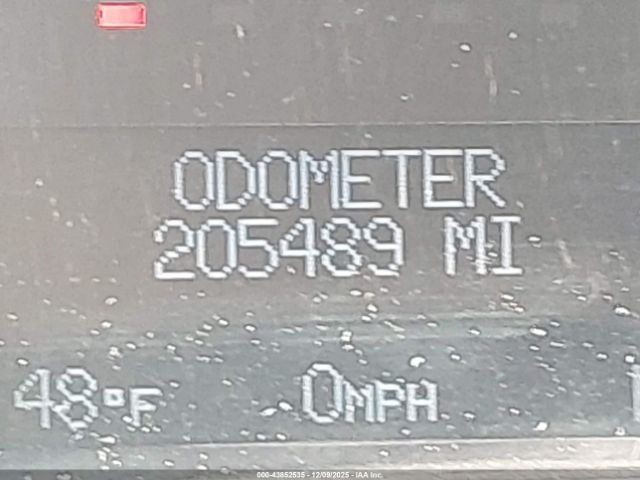 ODOMETER
205489 MI
48°F 0MPH
000-43852535 - 12/09/2025 - IAA Inc.